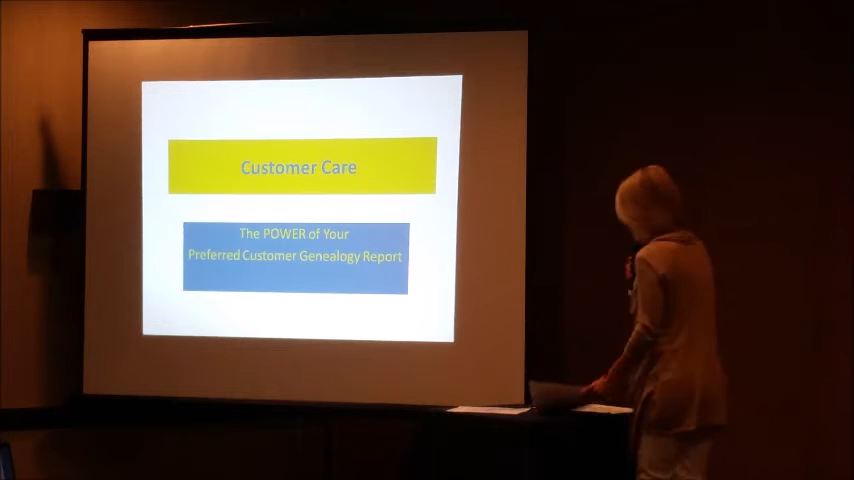 Customer Care
The POWER of Your
Preferred Customer Genealogy Report